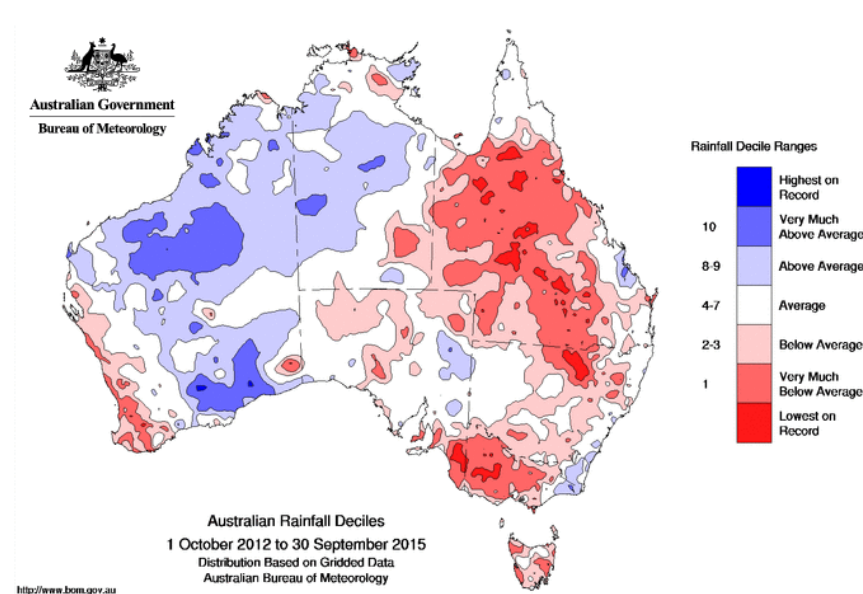 Australian Government
Bureau of Meteorology
Rainfall Decile Ranges
Highest on
Record
10
Very Much
Above Average
8-9
Above Average
4-7
Average
2-3
Below Average
1
Very Much
Below Average
Lowest on
Record
Australian Rainfall Deciles
1 October 2012 to 30 September 2015
Distribution Based on Gridded Data
Australian Bureau of Meteorology
http://www.bom.gov.au